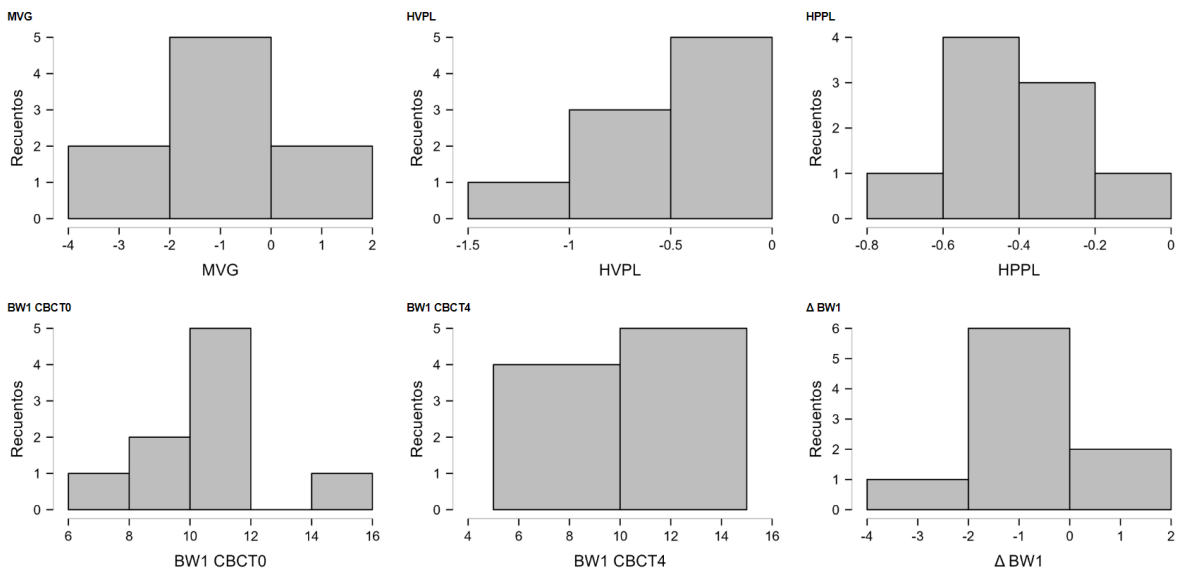 MVG
5
4
3
2
1
0
Recuentos
-4 -3 -2 -1 0 1 2
MVG
HVPL
5
4
3
2
1
0
Recuentos
-1.5 -1 -0.5 0
HVPL
HPPL
4
3
2
1
0
Recuentos
-0.8 -0.6 -0.4 -0.2 0
HPPL
BW1 CBCT0
5
4
3
2
1
0
Recuentos
6 8 10 12 14 16
BW1 CBCT0
BW1 CBCT4
5
4
3
2
1
0
Recuentos
4 6 8 10 12 14 16
BW1 CBCT4
Δ BW1
6
5
4
3
2
1
0
Recuentos
-4 -3 -2 -1 0 1 2
Δ BW1